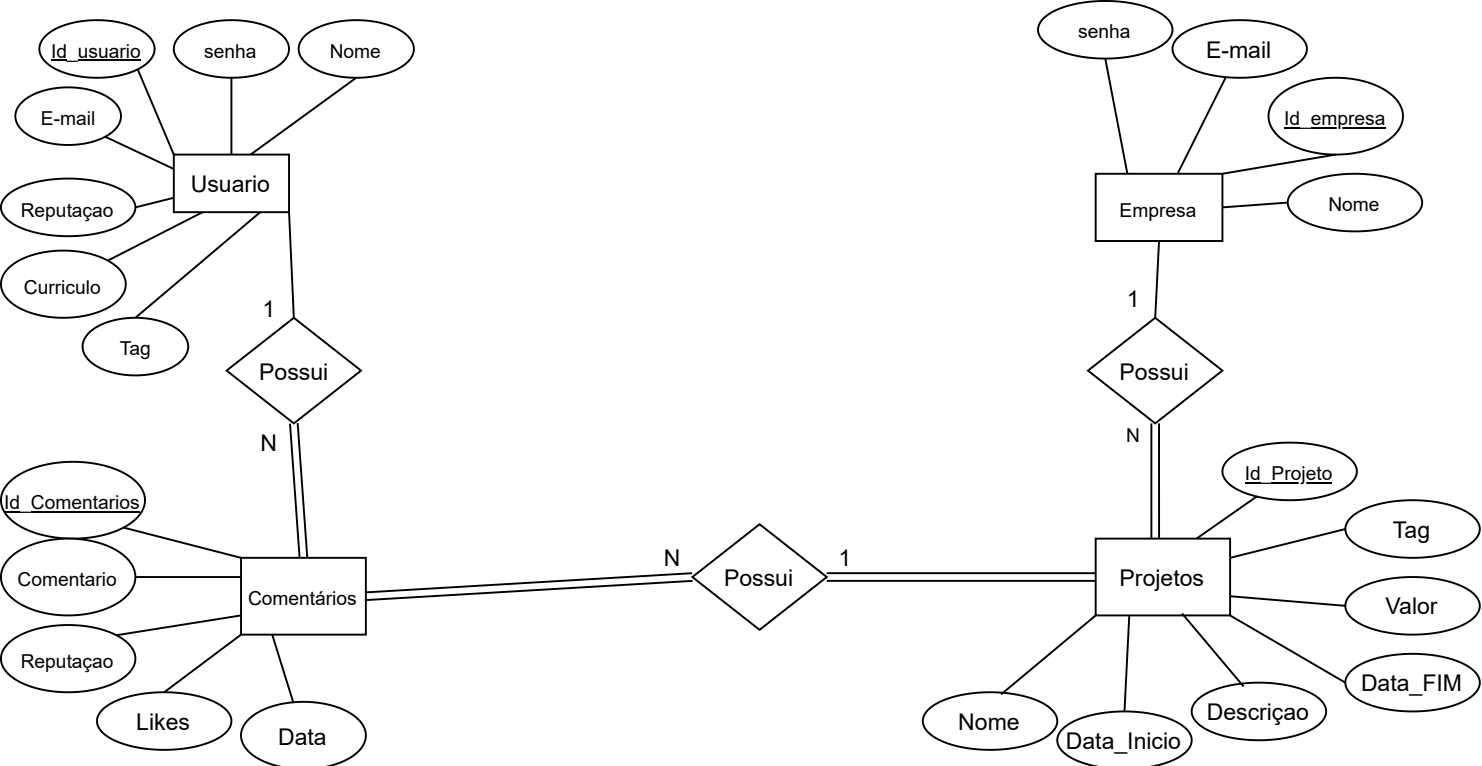 Id_usuario
senha
Nome
E-mail
Usuario
Reputaçao
Curriculo
Tag
1
Possui
N
Id_Comentarios
Comentario
Comentários
Reputaçao
Likes
Data
N
Possui
1
senha
E-mail
Id_empresa
Empresa
Nome
1
Possui
N
Id_Projeto
Tag
Projetos
Valor
Data_FIM
Descriçao
Nome
Data_Inicio